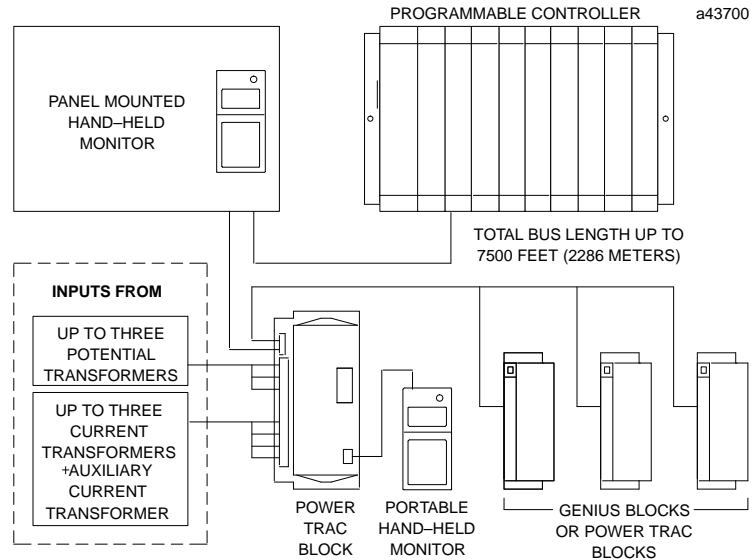 PROGRAMMABLE CONTROLLER
a43700
PANEL MOUNTED
HAND–HELD
MONITOR
TOTAL BUS LENGTH UP TO
7500 FEET (2286 METERS)
INPUTS FROM
UP TO THREE
POTENTIAL
TRANSFORMERS
UP TO THREE
CURRENT
TRANSFORMERS
+AUXILIARY
CURRENT
TRANSFORMER
POWER
TRAC
BLOCK
PORTABLE
HAND–HELD
MONITOR
GENIUS BLOCKS
OR POWER TRAC
BLOCKS